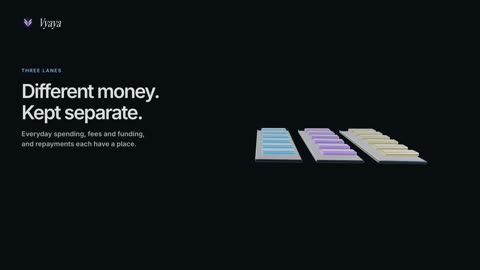 Vyaya
THREE LANES
Different money.
Kept separate.
Everyday spending, fees and funding,
and repayments each have a place.